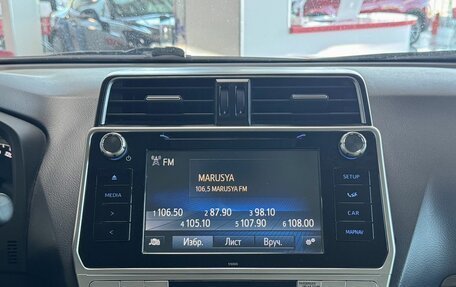 FM
MARUSYA
106,5 MARUSYA FM
1 106.50 2 87.90 3 98.10
4 105.10 5 107.90 6 108.00
Избр. Лист Вруч.
MEDIA
SETUP
CAR
MAP NAV